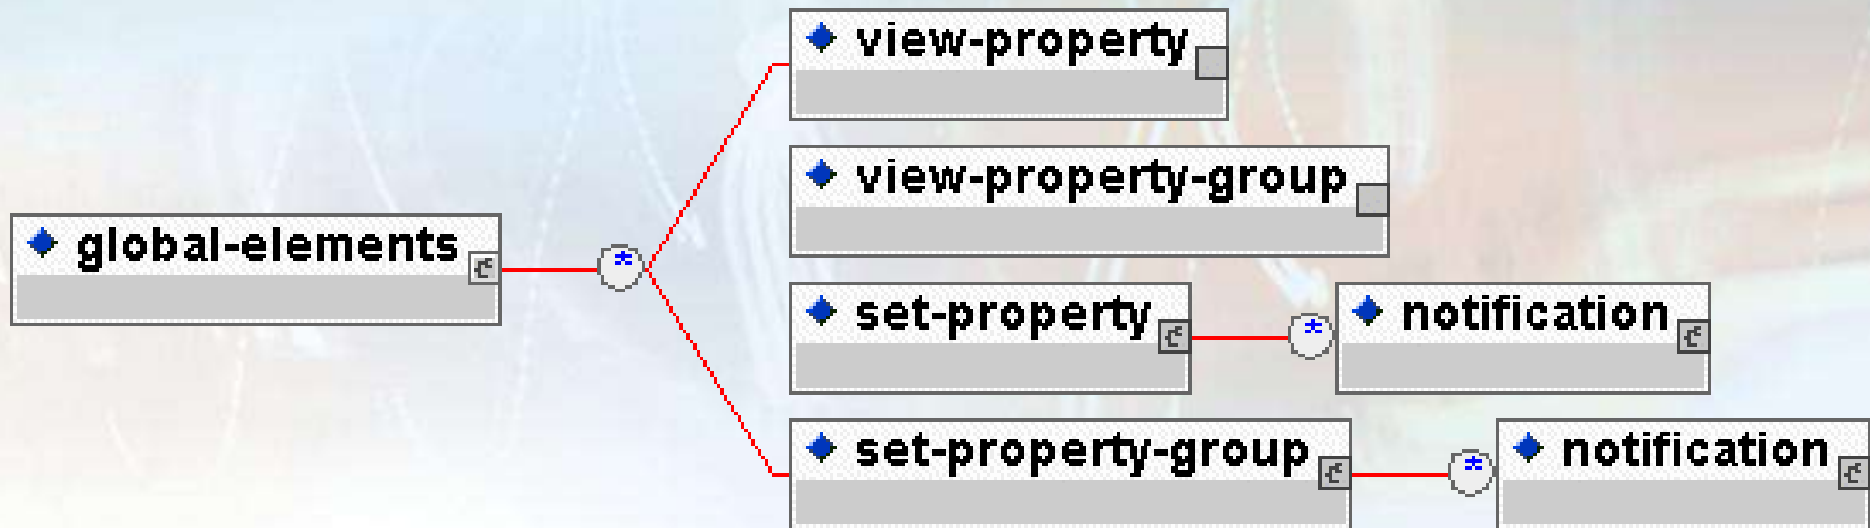 view-property
view-property-group
global-elements
*
set-property
*
notification
set-property-group
*
notification